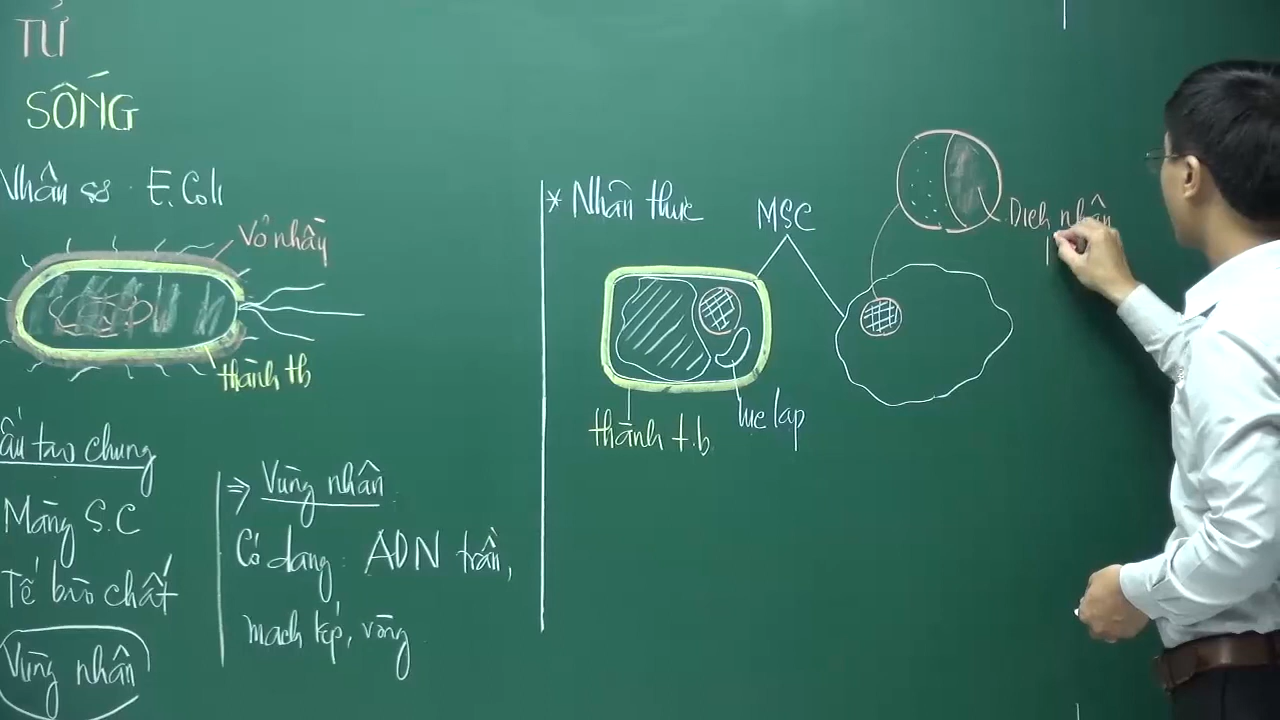 TỬ
SỐNG
Nhân sơ : E.Coli
Vỏ nhầy
thành tb
Cấu tạo chung
Màng S.C
Tế bào chất
Vùng nhân
⇒ Vùng nhân
Có dạng : ADN trần,
mạch kép, vòng
* Nhân thực
MSC
Dịch nhân
lục lạp
thành t.b